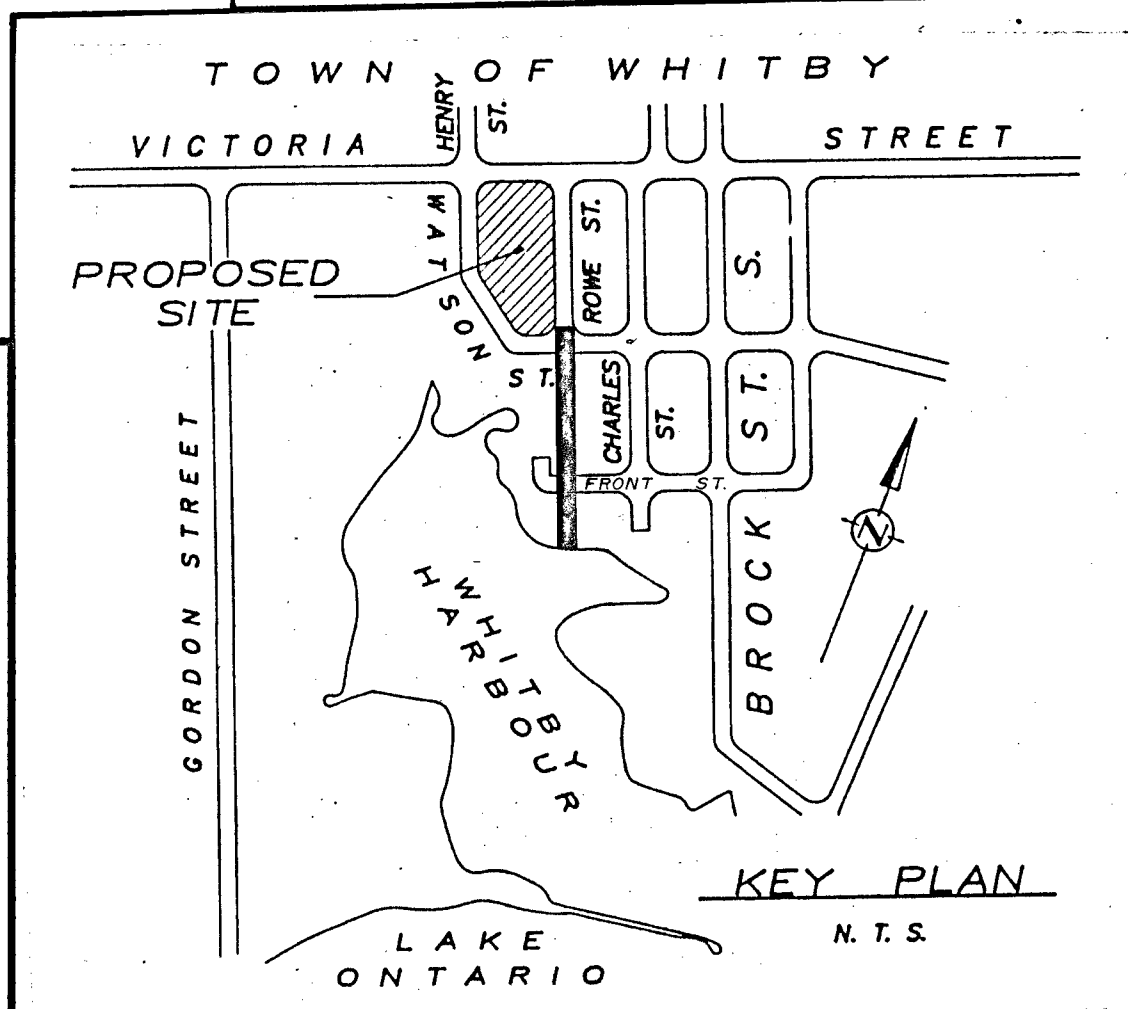 TOWN OF WHITBY
HENRY ST.
VICTORIA STREET
WATSON ST.
PROPOSED
SITE
ROWE ST.
CHARLES ST.
FRONT ST.
BROCK ST. S.
GORDON STREET
N
WHITBY
HARBOUR
KEY PLAN
N. T. S.
LAKE
ONTARIO